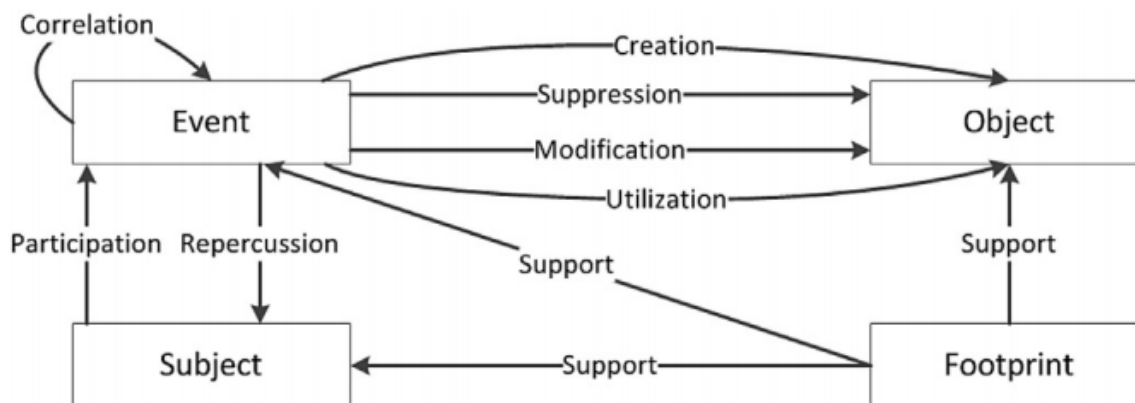 Correlation
Creation
Suppression
Event
Object
Modification
Utilization
Participation
Repercussion
Support
Support
Subject
Support
Footprint